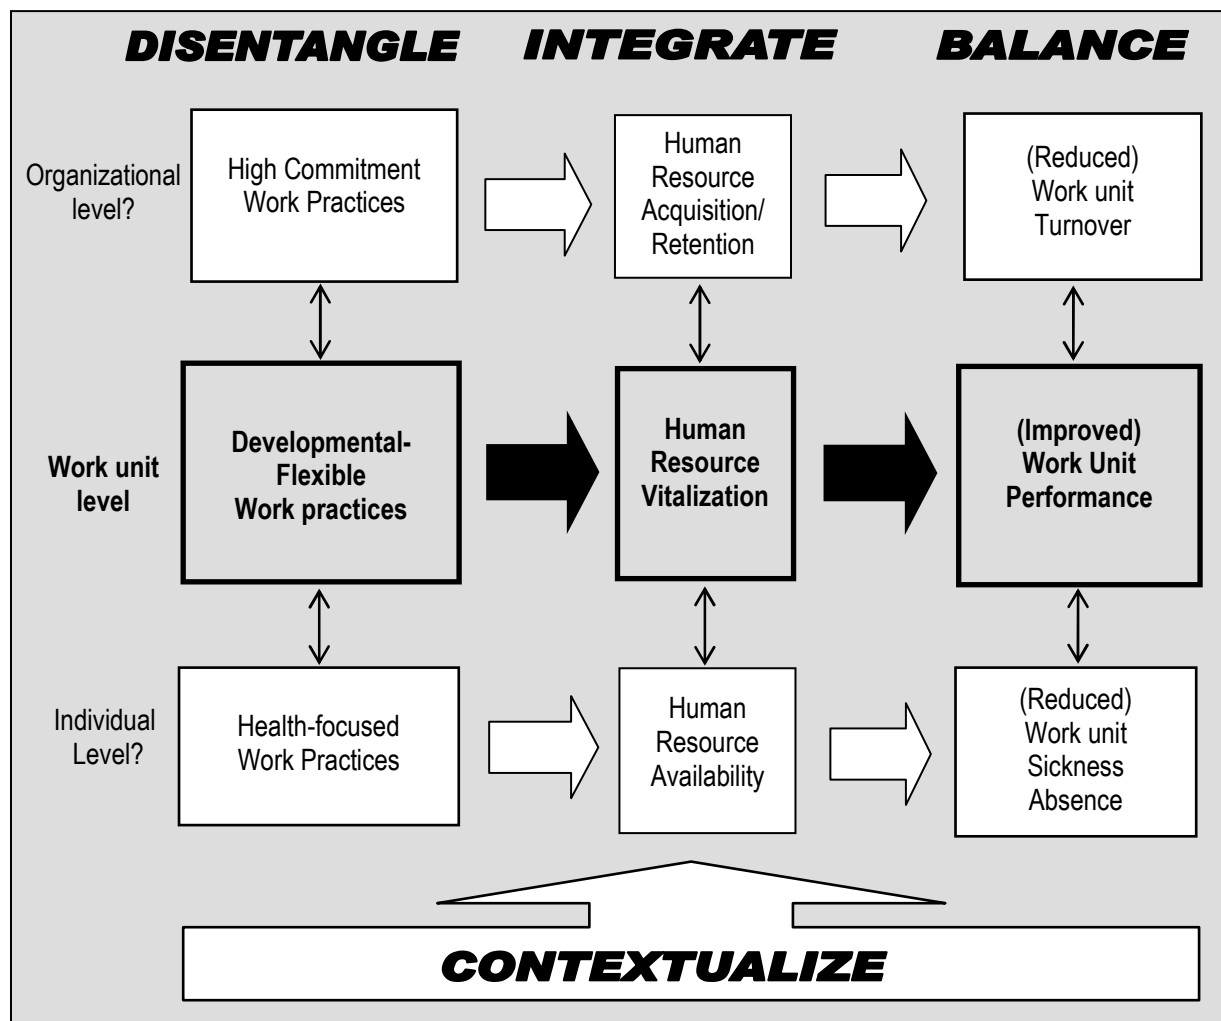 DISENTANGLE
INTEGRATE
BALANCE
Organizational
level?
High Commitment
Work Practices
Human
Resource
Acquisition/
Retention
(Reduced)
Work unit
Turnover
Work unit
level
Developmental-
Flexible
Work practices
Human
Resource
Vitalization
(Improved)
Work Unit
Performance
Individual
Level?
Health-focused
Work Practices
Human
Resource
Availability
(Reduced)
Work unit
Sickness
Absence
CONTEXTUALIZE